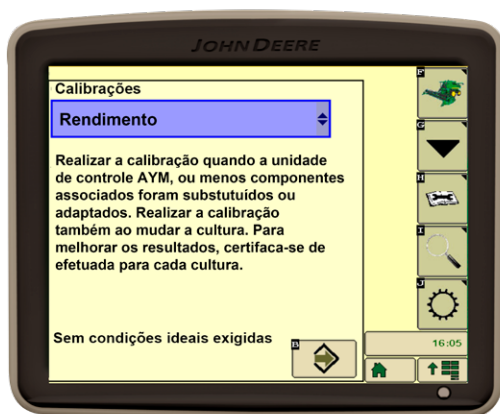 JOHN DEERE
Calibrações
Rendimento
Realizar a calibração quando a unidade
de controle AYM, ou menos componentes
associados foram substutuídos ou
adaptados. Realizar a calibração
também ao mudar a cultura. Para
melhorar os resultados, certifaca-se de
efetuada para cada cultura.
Sem condições ideais exigidas
B
F
G
H
I
J
16:05